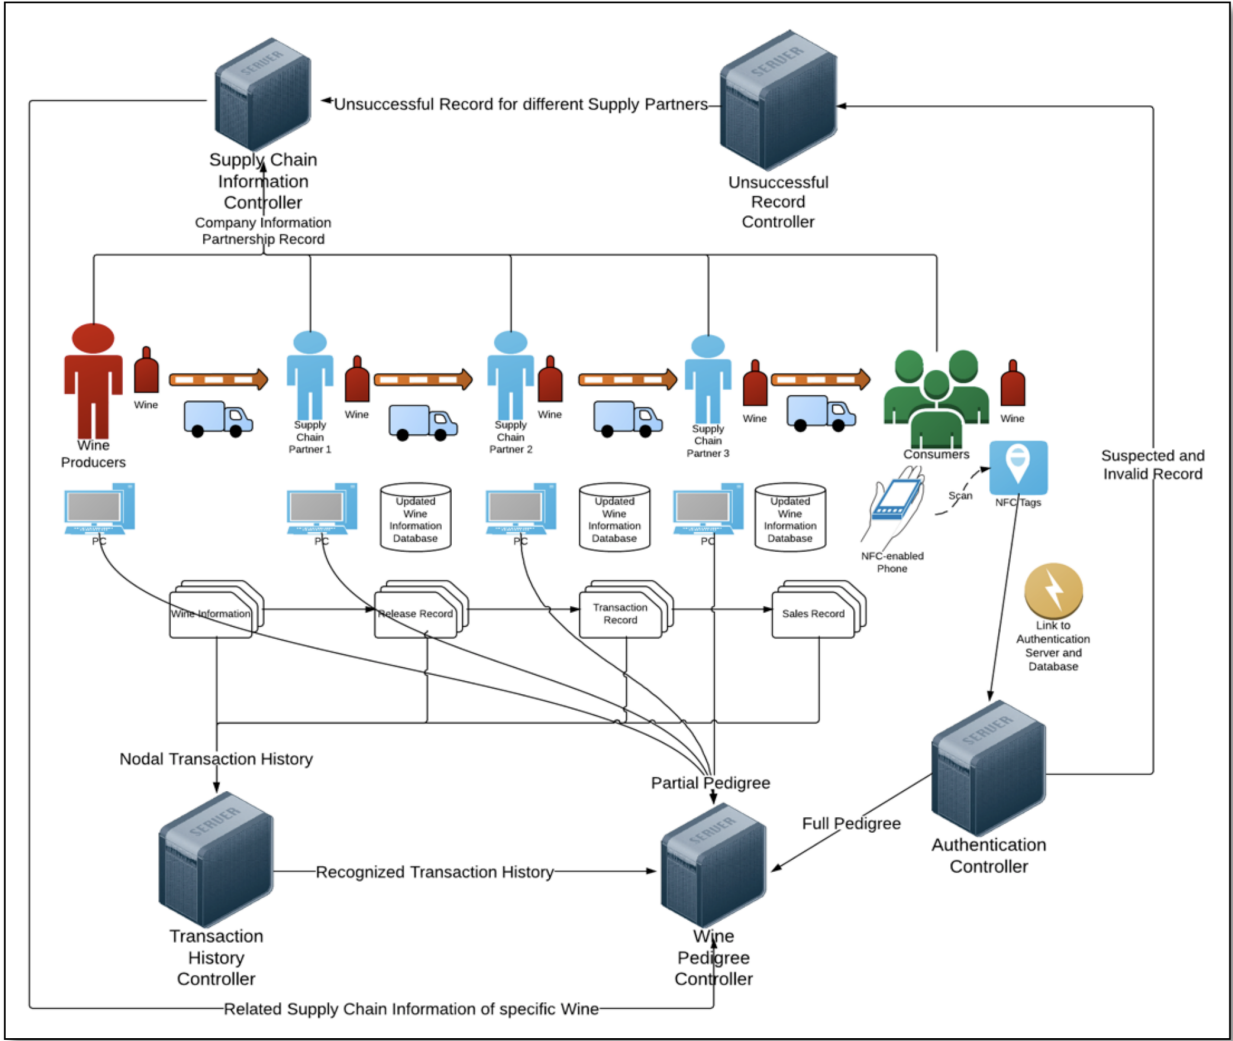 SERVER
SERVER
Unsuccessful Record for different Supply Partners
Supply Chain
Information
Controller
Unsuccessful
Record
Controller
Company Information
Partnership Record
Wine
Wine
Wine
Wine
Wine
Wine
Producers
Supply
Chain
Partner 1
Supply
Chain
Partner 2
Supply
Chain
Partner 3
Consumers
Suspected and
Invalid Record
PC
PC
PC
PC
Updated
Wine
Information
Database
Updated
Wine
Information
Database
Updated
Wine
Information
Database
Scan
NFC Tags
NFC-enabled
Phone
Wine Information
Release Record
Transaction
Record
Sales Record
Link to
Authentication
Server and
Database
SERVER
Nodal Transaction History
Partial Pedigree
SERVER
SERVER
Full Pedigree
Authentication
Controller
Recognized Transaction History
Transaction
History
Controller
Wine
Pedigree
Controller
Related Supply Chain Information of specific Wine